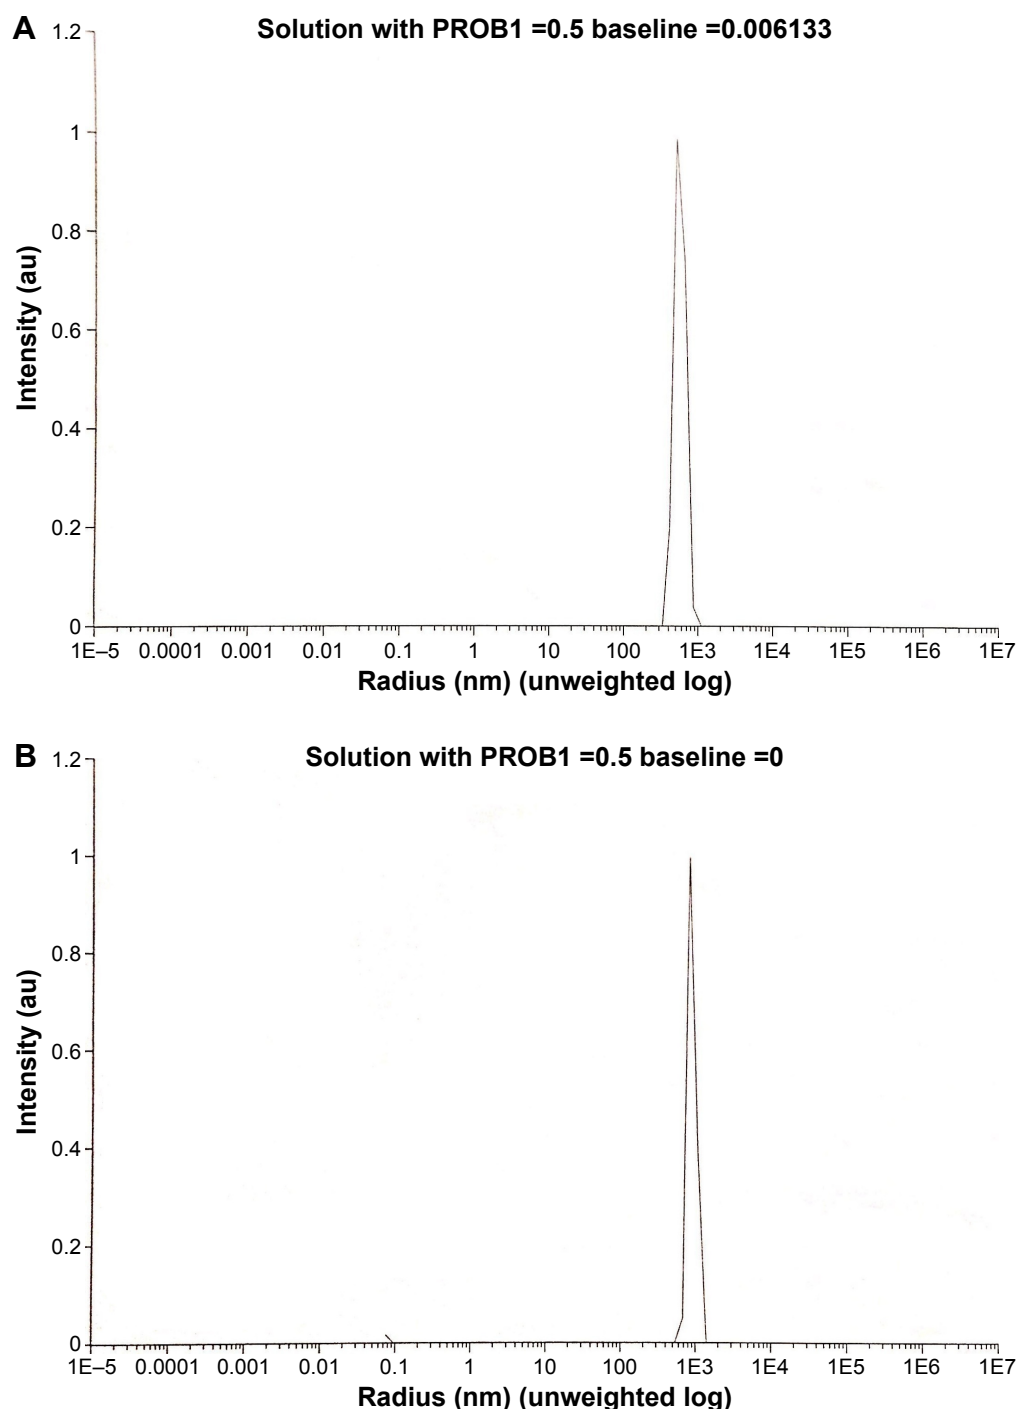 A
Solution with PROB1 =0.5 baseline =0.006133
1.2
1
0.8
0.6
0.4
0.2
0
Intensity (au)
1E–5 0.0001 0.001 0.01 0.1 1 10 100 1E3 1E4 1E5 1E6 1E7
Radius (nm) (unweighted log)
B
Solution with PROB1 =0.5 baseline =0
1.2
1
0.8
0.6
0.4
0.2
0
Intensity (au)
1E–5 0.0001 0.001 0.01 0.1 1 10 100 1E3 1E4 1E5 1E6 1E7
Radius (nm) (unweighted log)